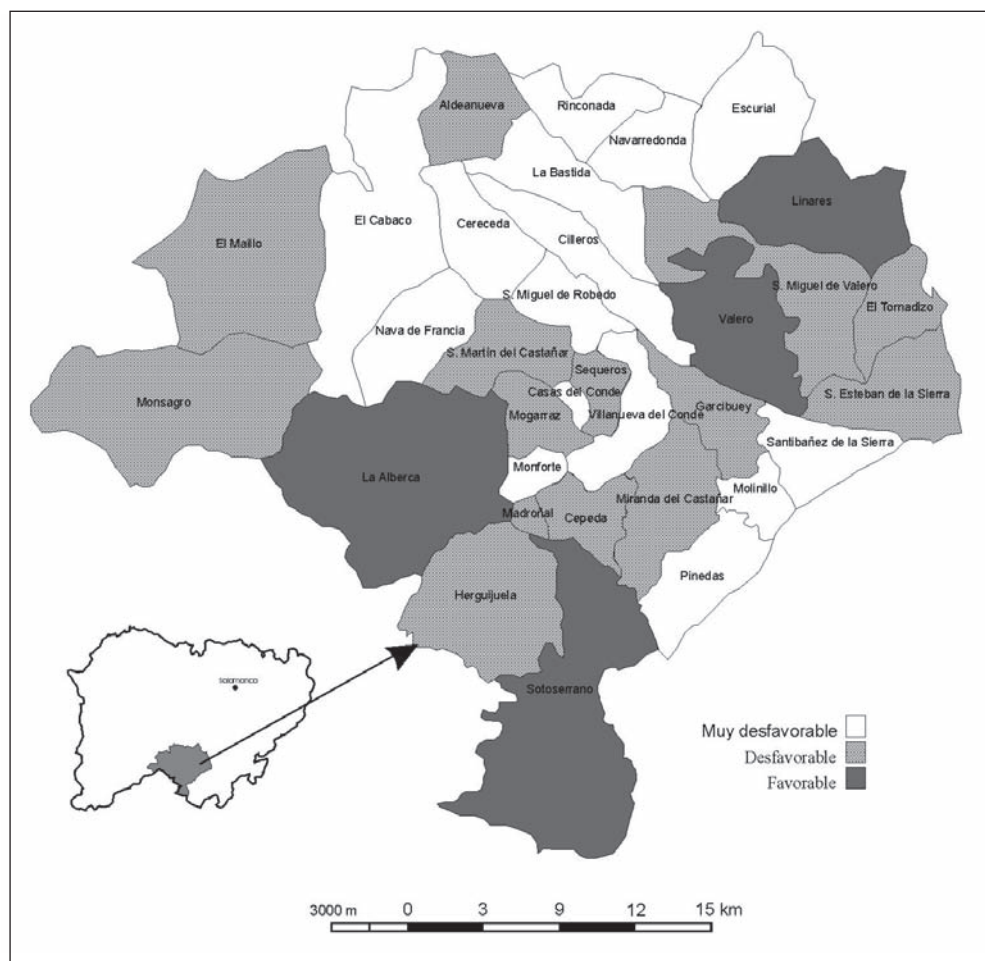 Aldeanueva
Rinconada
Escurial
Navarredonda
La Bastida
Linares
El Cabaco
Cereceda
Cilleros
El Maillo
S. Miguel de Valero
S. Miguel de Robedo
El Tornadizo
Valero
Nava de Francia
S. Martín del Castañar
Sequeros
Casas del Conde
S. Esteban de la Sierra
Monsagro
Mogarraz
Villanueva del Conde
Garcibuey
Santibañez de la Sierra
La Alberca
Monforte
Molinillo
Miranda del Castañar
Madroñal
Cepeda
Pinedas
Herguijuela
Salamanca
Sotoserrano
Muy desfavorable
Desfavorable
Favorable
3000 m 0 3 9 12 15 km